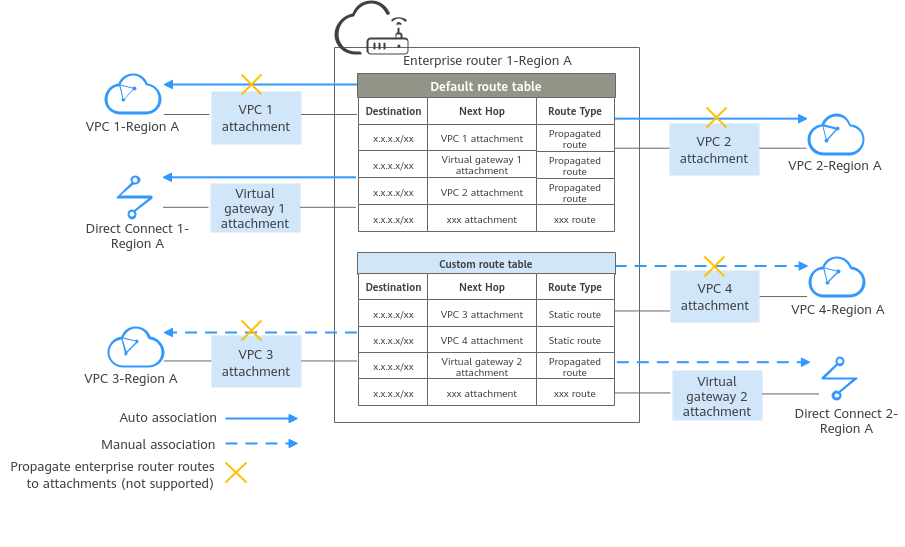 Enterprise router 1-Region A
Default route table
Destination Next Hop Route Type
x.x.x.x/xx VPC 1 attachment Propagated
route
x.x.x.x/xx Virtual gateway 1
attachment Propagated
route
x.x.x.x/xx VPC 2 attachment Propagated
route
x.x.x.x/xx xxx attachment xxx route
Custom route table
Destination Next Hop Route Type
x.x.x.x/xx VPC 3 attachment Static route
x.x.x.x/xx VPC 4 attachment Static route
x.x.x.x/xx Virtual gateway 2
attachment Propagated
route
x.x.x.x/xx xxx attachment xxx route
VPC 1-Region A
VPC 1
attachment
Direct Connect 1-
Region A
Virtual
gateway 1
attachment
VPC 3-Region A
VPC 3
attachment
VPC 2
attachment
VPC 2-Region A
VPC 4
attachment
VPC 4-Region A
Virtual
gateway 2
attachment
Direct Connect 2-
Region A
Auto association
Manual association
Propagate enterprise router routes
to attachments (not supported)